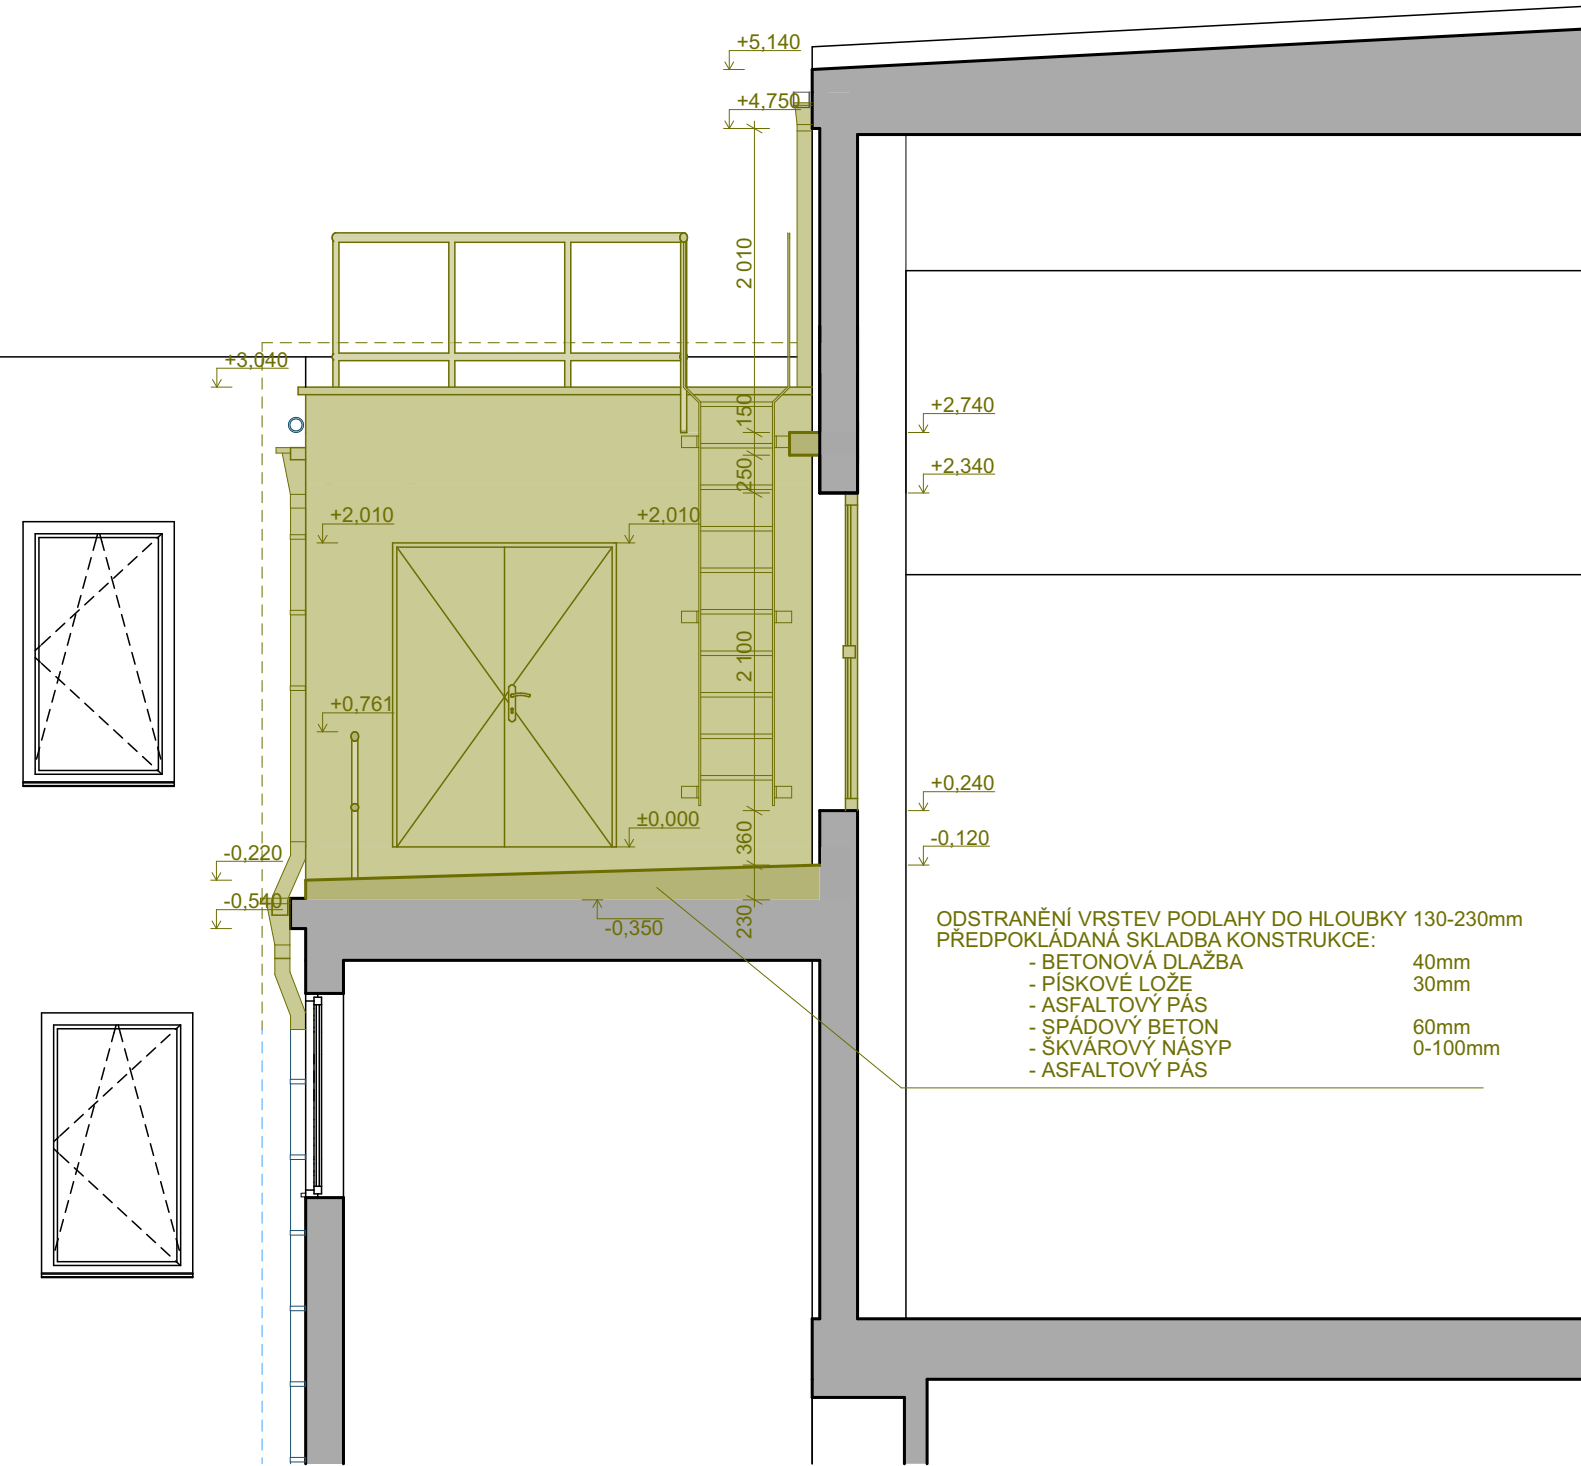 +5,140
+4,750
2 010
+3,040
150
+2,740
250
+2,340
+2,010
+2,010
2 100
+0,761
+0,240
±0,000
360
-0,120
-0,220
-0,540
-0,350
230
ODSTRANĚNÍ VRSTEV PODLAHY DO HLOUBKY 130-230mm
PŘEDPOKLÁDANÁ SKLADBA KONSTRUKCE:
- BETONOVÁ DLAŽBA 40mm
- PÍSKOVÉ LOŽE 30mm
- ASFALTOVÝ PÁS
- SPÁDOVÝ BETON 60mm
- ŠKVÁROVÝ NÁSYP 0-100mm
- ASFALTOVÝ PÁS